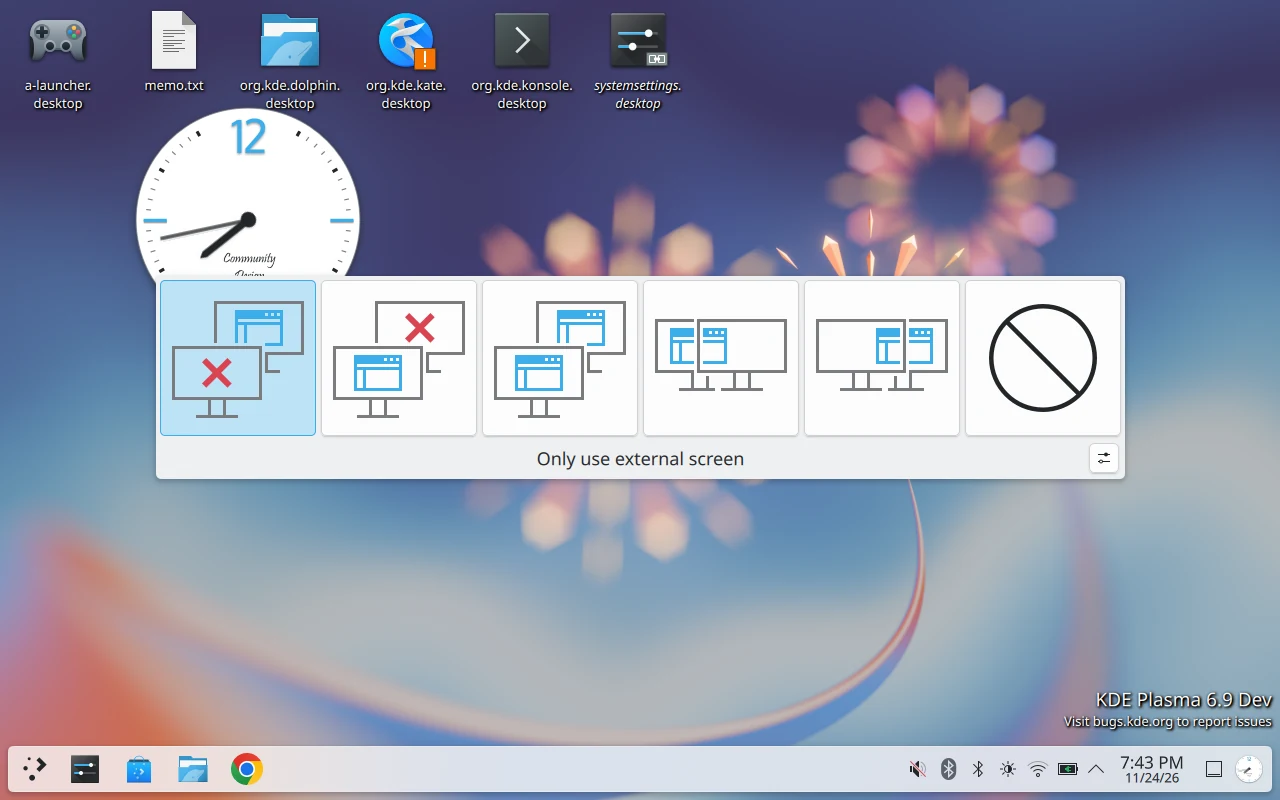 a-launcher.
desktop
memo.txt
org.kde.dolphin.
desktop
org.kde.kate.
desktop
org.kde.konsole.
desktop
systemsettings.
desktop
12
Community
Only use external screen
KDE Plasma 6.9 Dev
Visit bugs.kde.org to report issues
7:43 PM
11/24/26